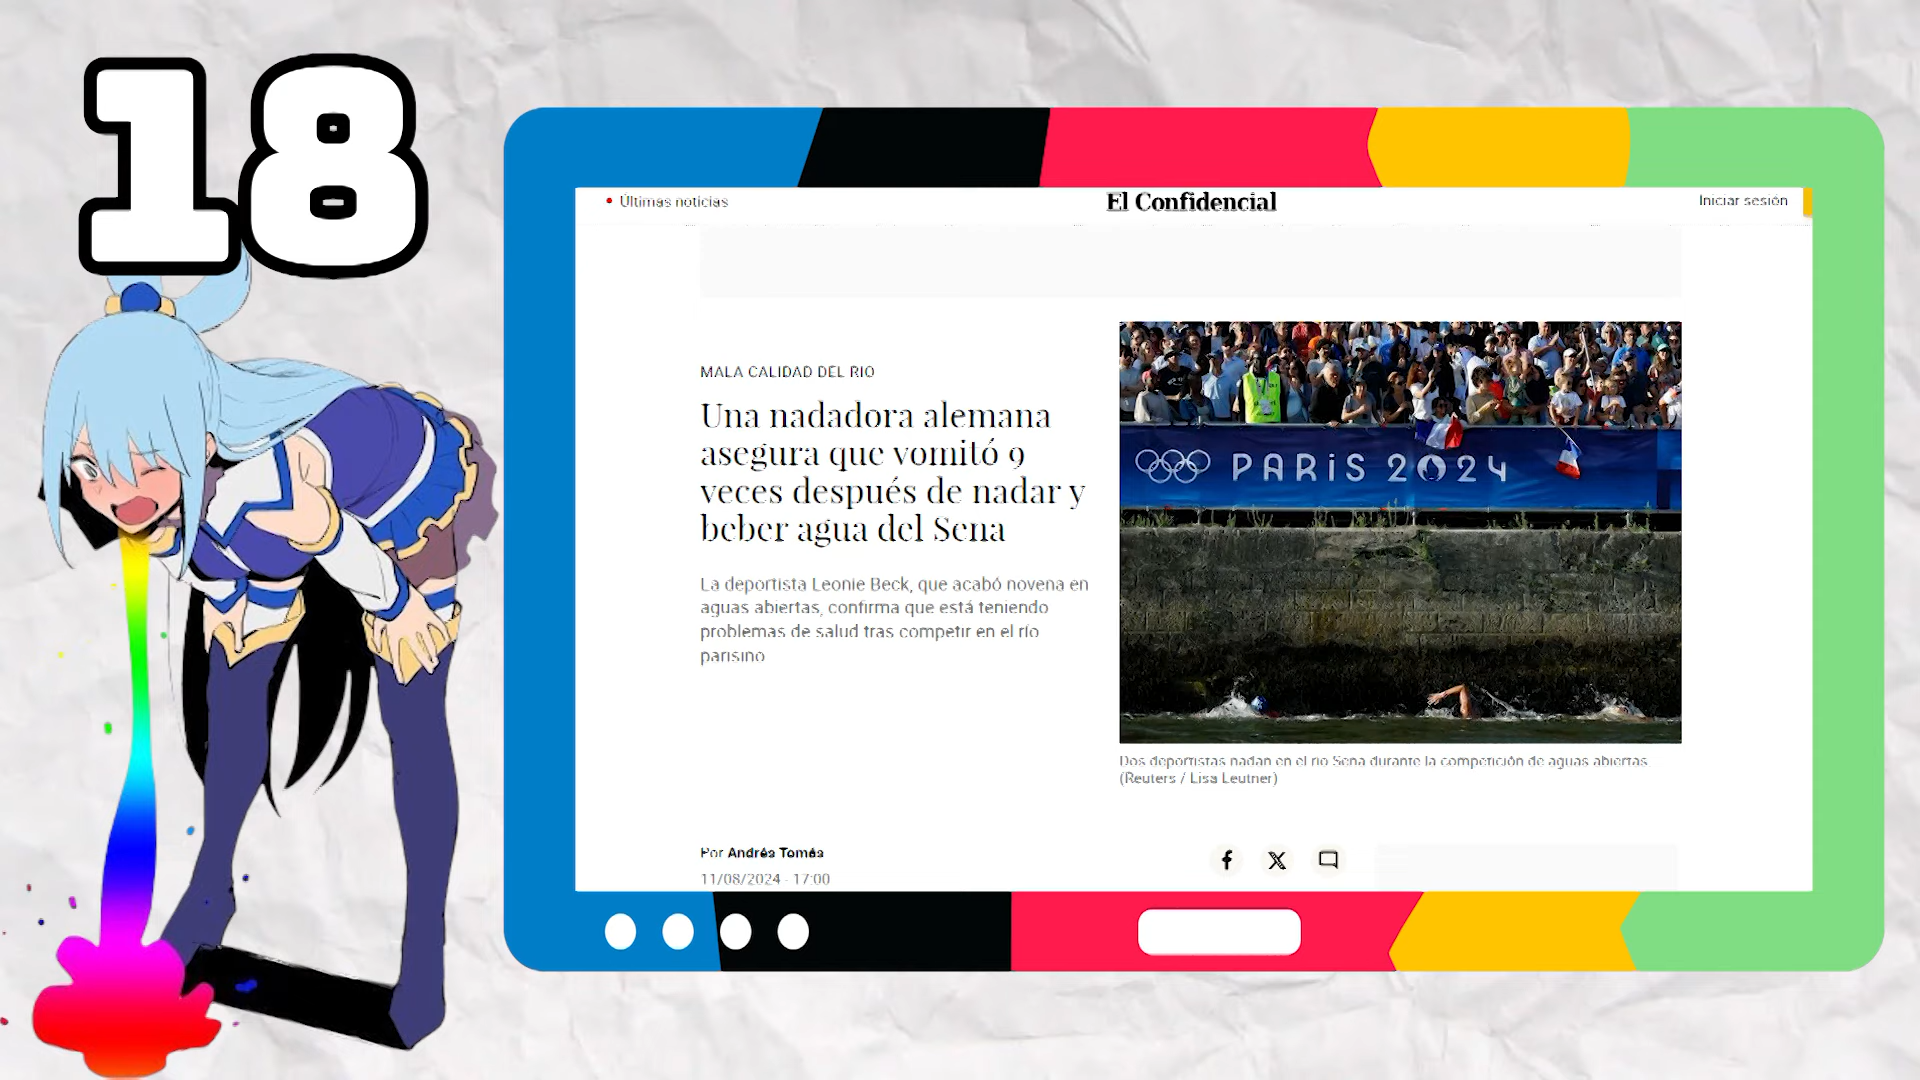 18
Últimas noticias
El Confidencial
Iniciar sesión
MALA CALIDAD DEL RIO
Una nadadora alemana
asegura que vomitó 9
veces después de nadar y
beber agua del Sena
La deportista Leonie Beck, que acabó novena en
aguas abiertas, confirma que está teniendo
problemas de salud tras competir en el río
parisino
PARIS 2024
Dos deportistas nadan en el río Sena durante la competición de aguas abiertas
(Reuters / Lisa Leutner)
Por Andrés Tomás
11/08/2024 - 17:00